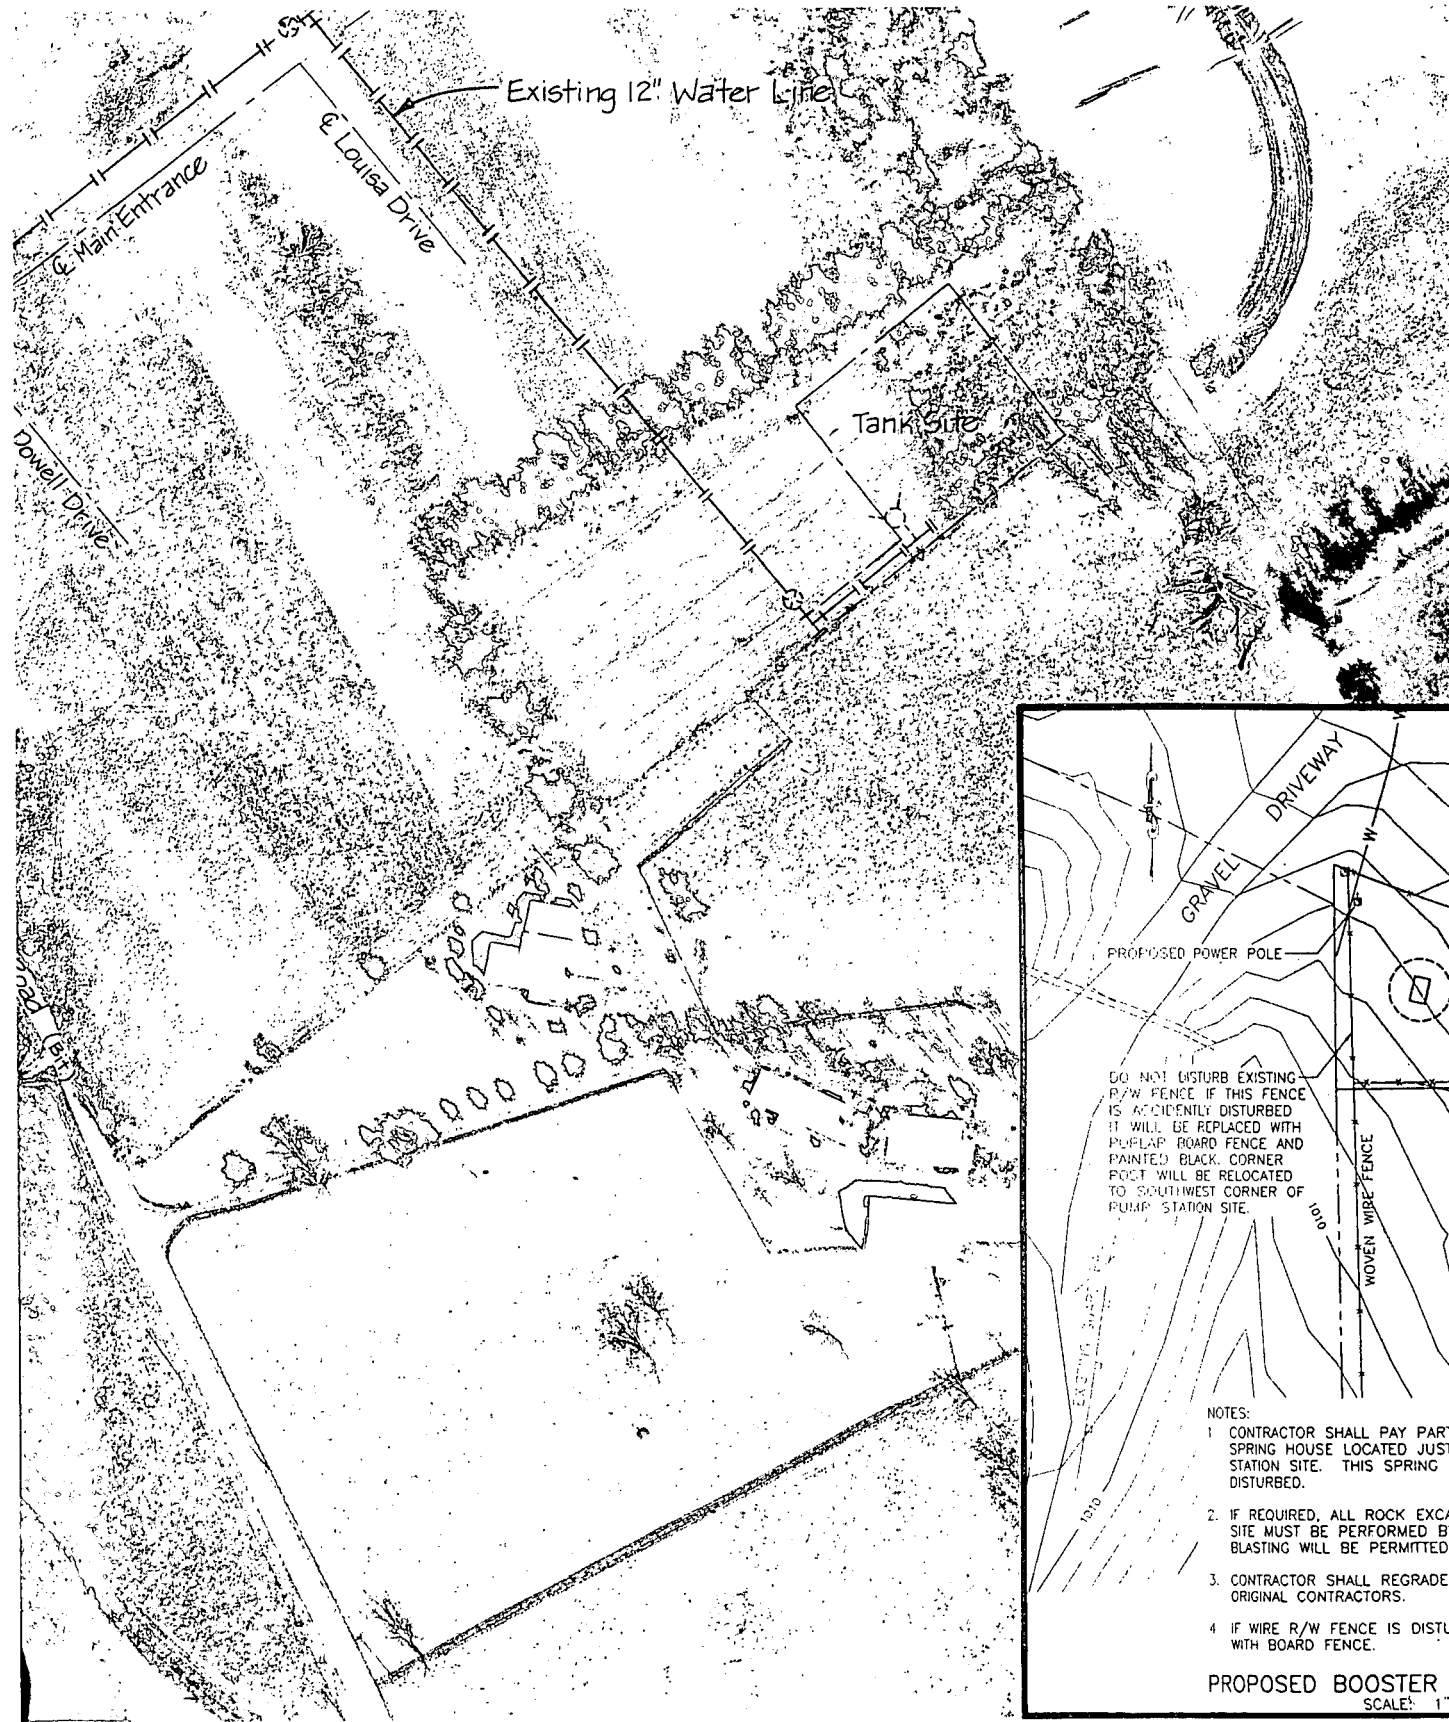 Existing 12" Water Line
℄ Louisa Drive
℄ Main Entrance
Tank Site
Dowell Drive
GRAVEL DRIVEWAY
W
W
PROPOSED POWER POLE
DO NOT DISTURB EXISTING
R/W FENCE IF THIS FENCE
IS ACCIDENTLY DISTURBED
IT WILL BE REPLACED WITH
POPLAR BOARD FENCE AND
PAINTED BLACK. CORNER
POST WILL BE RELOCATED
TO SOUTHWEST CORNER OF
PUMP STATION SITE.
1010
WOVEN WIRE FENCE
1010
NOTES:
1 CONTRACTOR SHALL PAY PART
SPRING HOUSE LOCATED JUST
STATION SITE. THIS SPRING
DISTURBED.
2. IF REQUIRED, ALL ROCK EXCA
SITE MUST BE PERFORMED B
BLASTING WILL BE PERMITTED
3. CONTRACTOR SHALL REGRADE
ORIGINAL CONTRACTORS.
4 IF WIRE R/W FENCE IS DISTU
WITH BOARD FENCE.
PROPOSED BOOSTER
SCALE: 1"